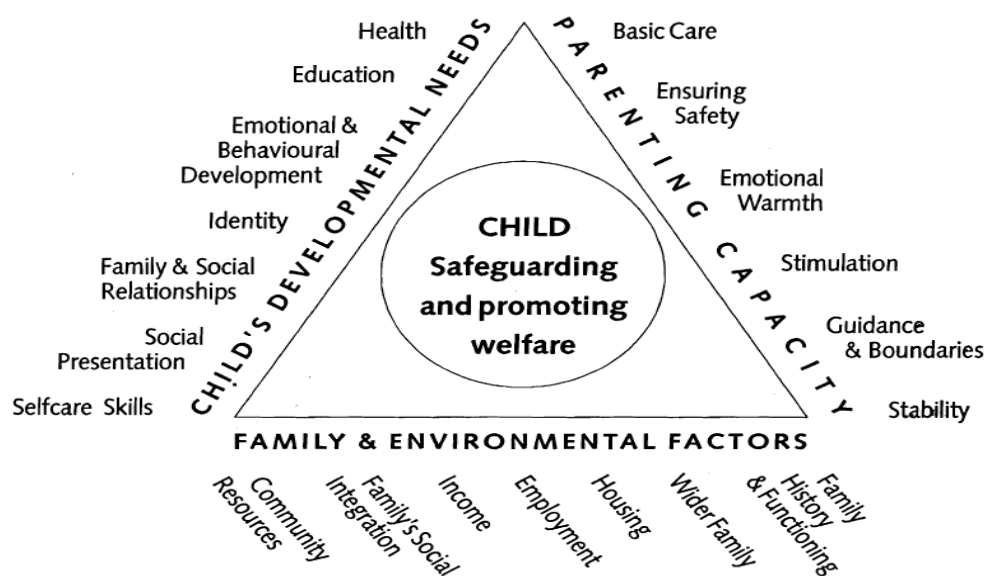 Health
Education
Emotional &
Behavioural
Development
Identity
Family & Social
Relationships
Social
Presentation
Selfcare Skills
CHILD'S DEVELOPMENTAL NEEDS
CHILD
Safeguarding
and promoting
welfare
PARENTING CAPACITY
Basic Care
Ensuring
Safety
Emotional
Warmth
Stimulation
Guidance
& Boundaries
Stability
FAMILY & ENVIRONMENTAL FACTORS
Community
Resources
Family's Social
Integration
Income
Employment
Housing
Wider Family
Family
History
& Functioning